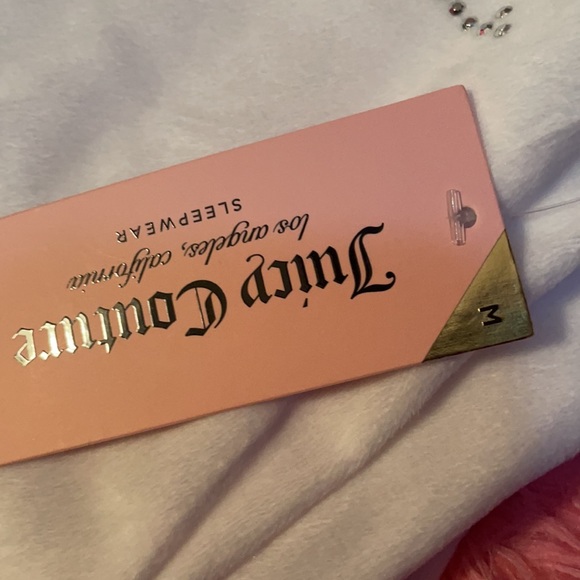 Juicy Couture
los angeles, california
SLEEPWEAR
M